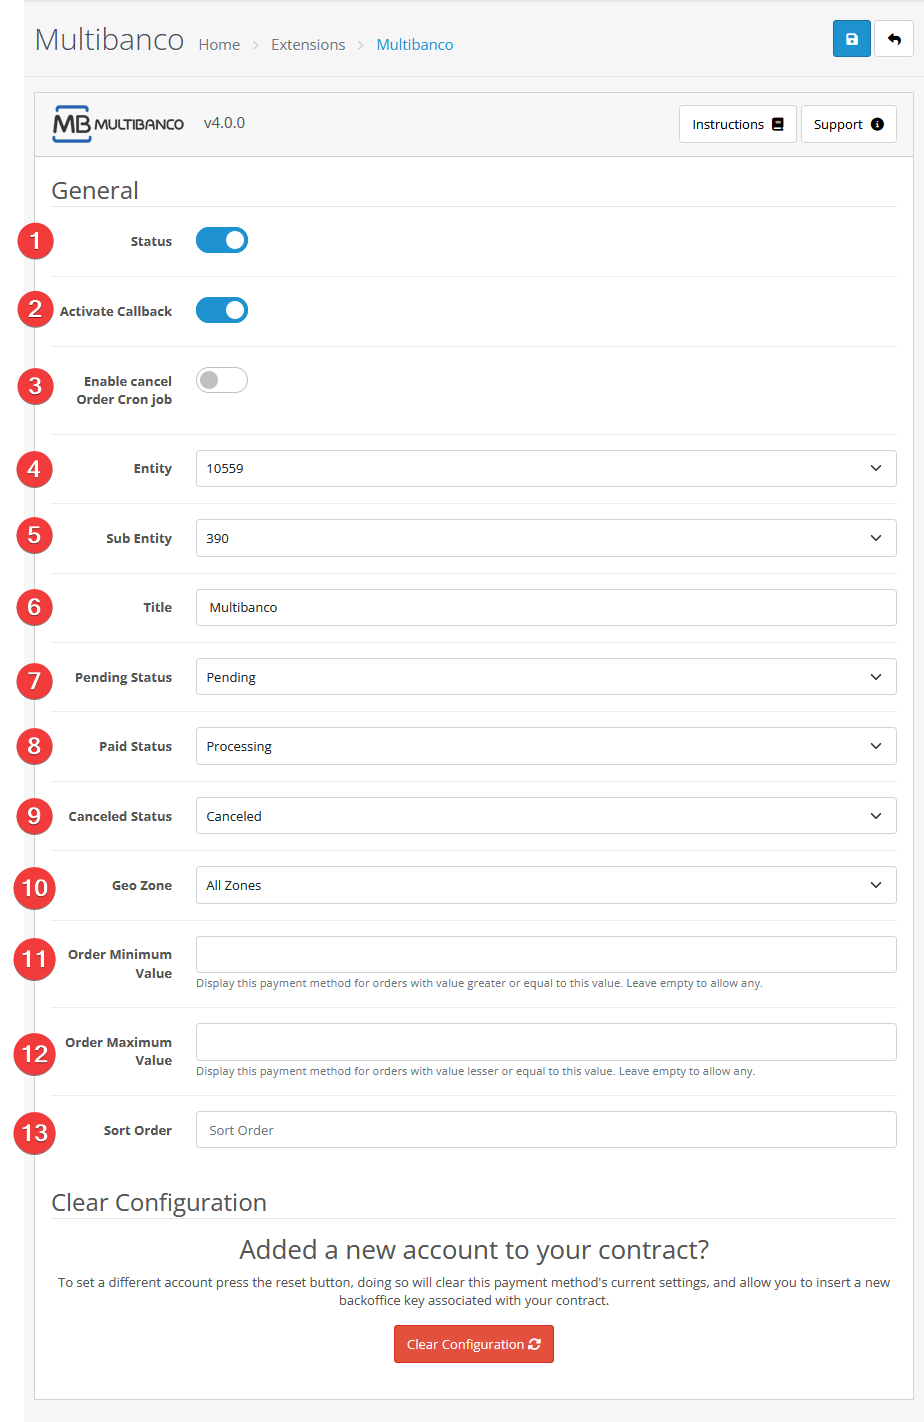 Multibanco Home > Extensions > Multibanco
MB MULTIBANCO v4.0.0 Instructions Support
General
1 Status
2 Activate Callback
3 Enable cancel
Order Cron job
4 Entity 10559
5 Sub Entity 390
6 Title Multibanco
7 Pending Status Pending
8 Paid Status Processing
9 Canceled Status Canceled
10 Geo Zone All Zones
11 Order Minimum
Value
Display this payment method for orders with value greater or equal to this value. Leave empty to allow any.
12 Order Maximum
Value
Display this payment method for orders with value lesser or equal to this value. Leave empty to allow any.
13 Sort Order Sort Order
Clear Configuration
Added a new account to your contract?
To set a different account press the reset button, doing so will clear this payment method's current settings, and allow you to insert a new
backoffice key associated with your contract.
Clear Configuration